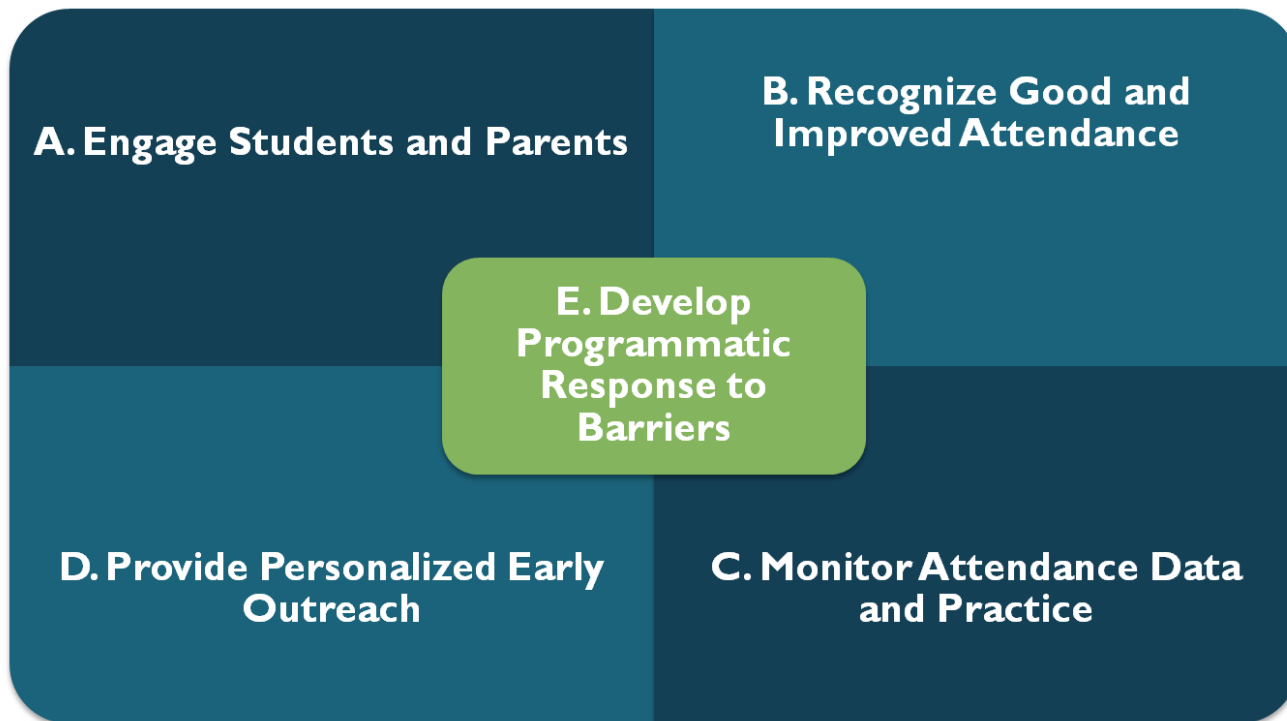 A. Engage Students and Parents
B. Recognize Good and
Improved Attendance
E. Develop
Programmatic
Response to
Barriers
D. Provide Personalized Early
Outreach
C. Monitor Attendance Data
and Practice